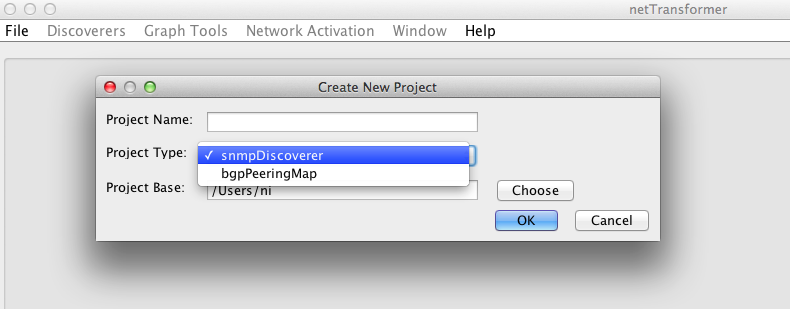 netTransformer
File Discoverers Graph Tools Network Activation Window Help
Create New Project
Project Name:
Project Type: ✓ snmpDiscoverer
bgpPeeringMap
Project Base: /Users/ni Choose
OK Cancel